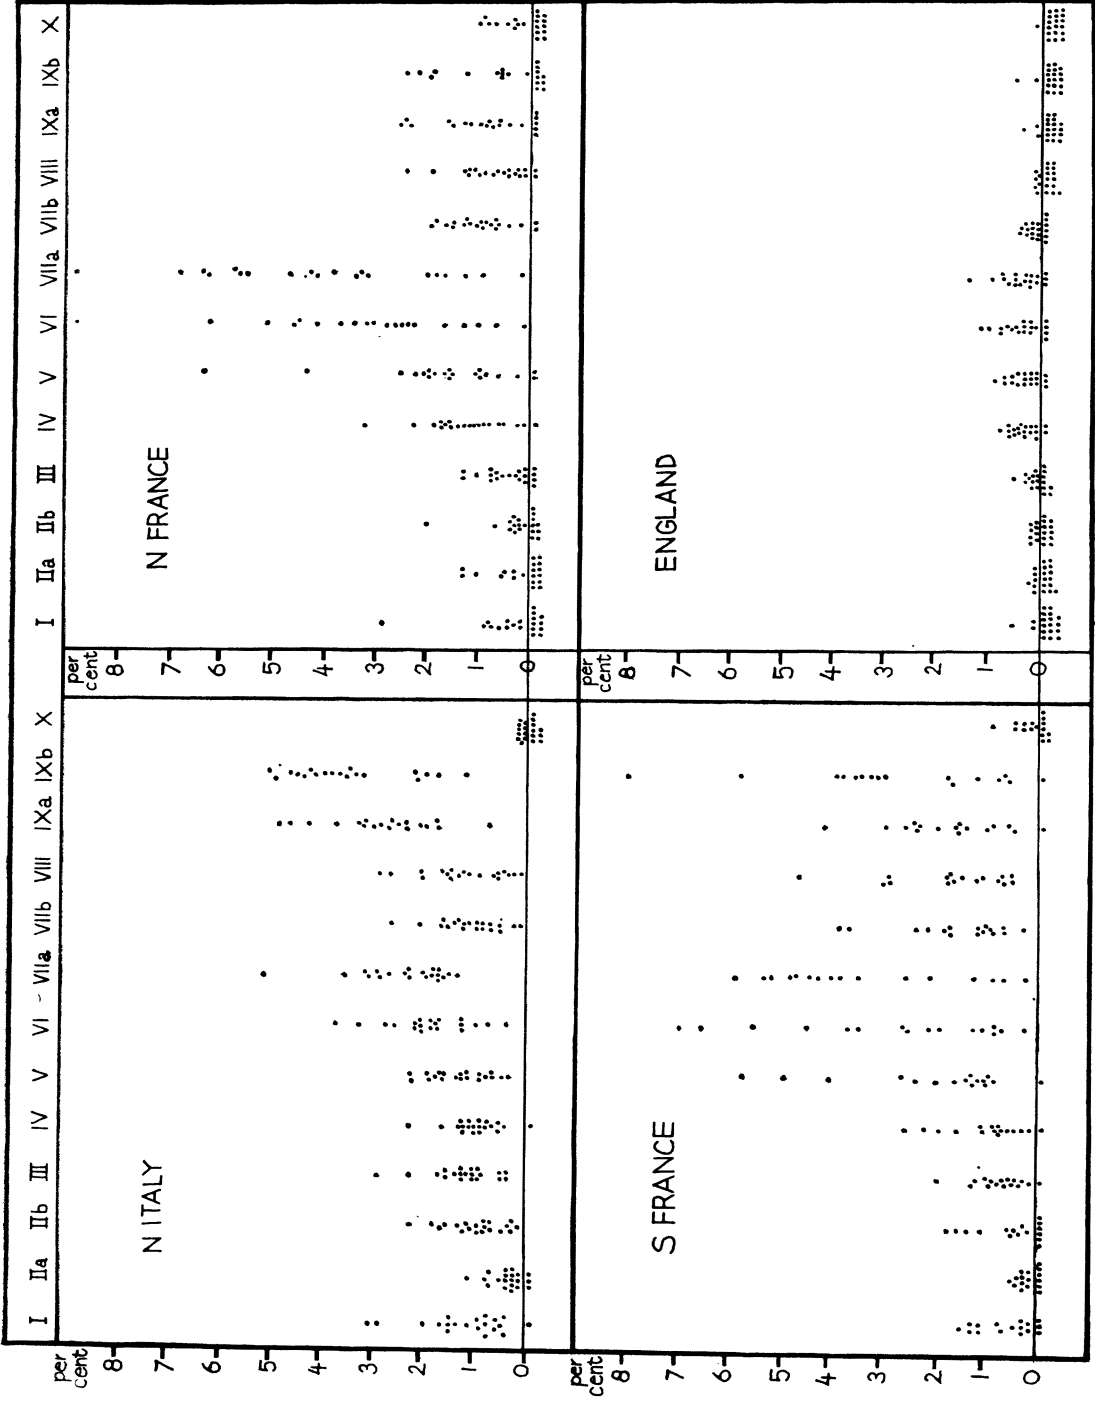 I IIa IIb III IV V VI VIIa VIIb VIII IXa IXb X
I IIa IIb III IV V VI VIIa VIIb VIII IXa IXb X
per
cent
8
7
6
5
4
3
2
1
0
N ITALY
per
cent
8
7
6
5
4
3
2
1
0
N FRANCE
per
cent
8
7
6
5
4
3
2
1
0
S FRANCE
per
cent
8
7
6
5
4
3
2
1
0
ENGLAND